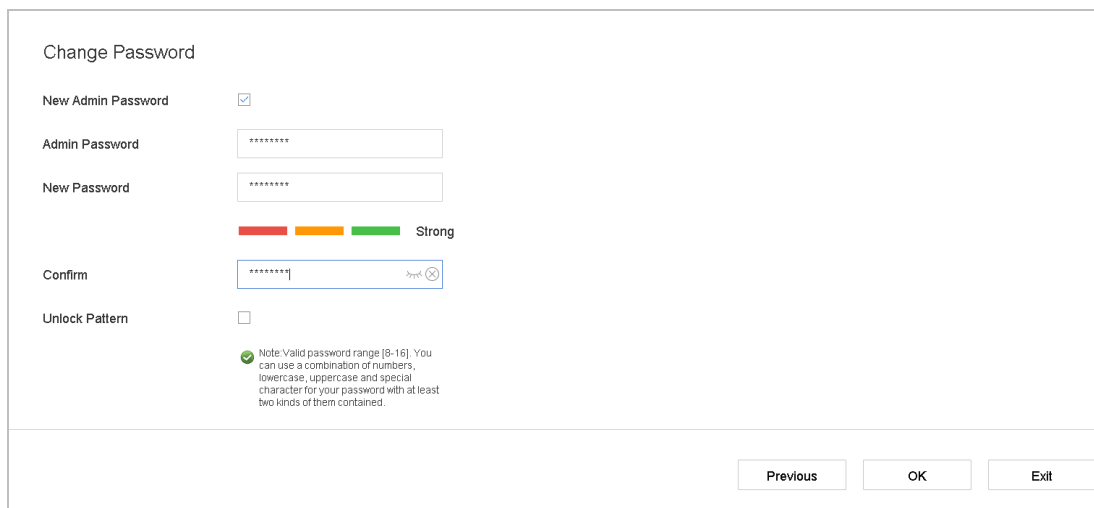 Change Password
New Admin Password
Admin Password ********
New Password ********
Strong
Confirm ********
Unlock Pattern
Note:Valid password range [8-16]. You
can use a combination of numbers,
lowercase, uppercase and special
character for your password with at least
two kinds of them contained.
Previous OK Exit